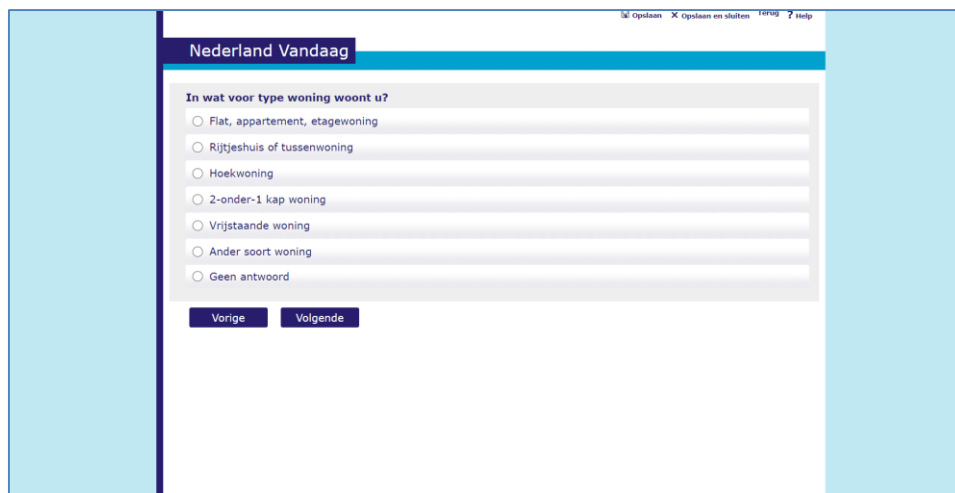 Opslaan X Opslaan en sluiten Terug ? Help
Nederland Vandaag
In wat voor type woning woont u?
Flat, appartement, etagewoning
Rijtjeshuis of tussenwoning
Hoekwoning
2-onder-1 kap woning
Vrijstaande woning
Ander soort woning
Geen antwoord
Vorige Volgende